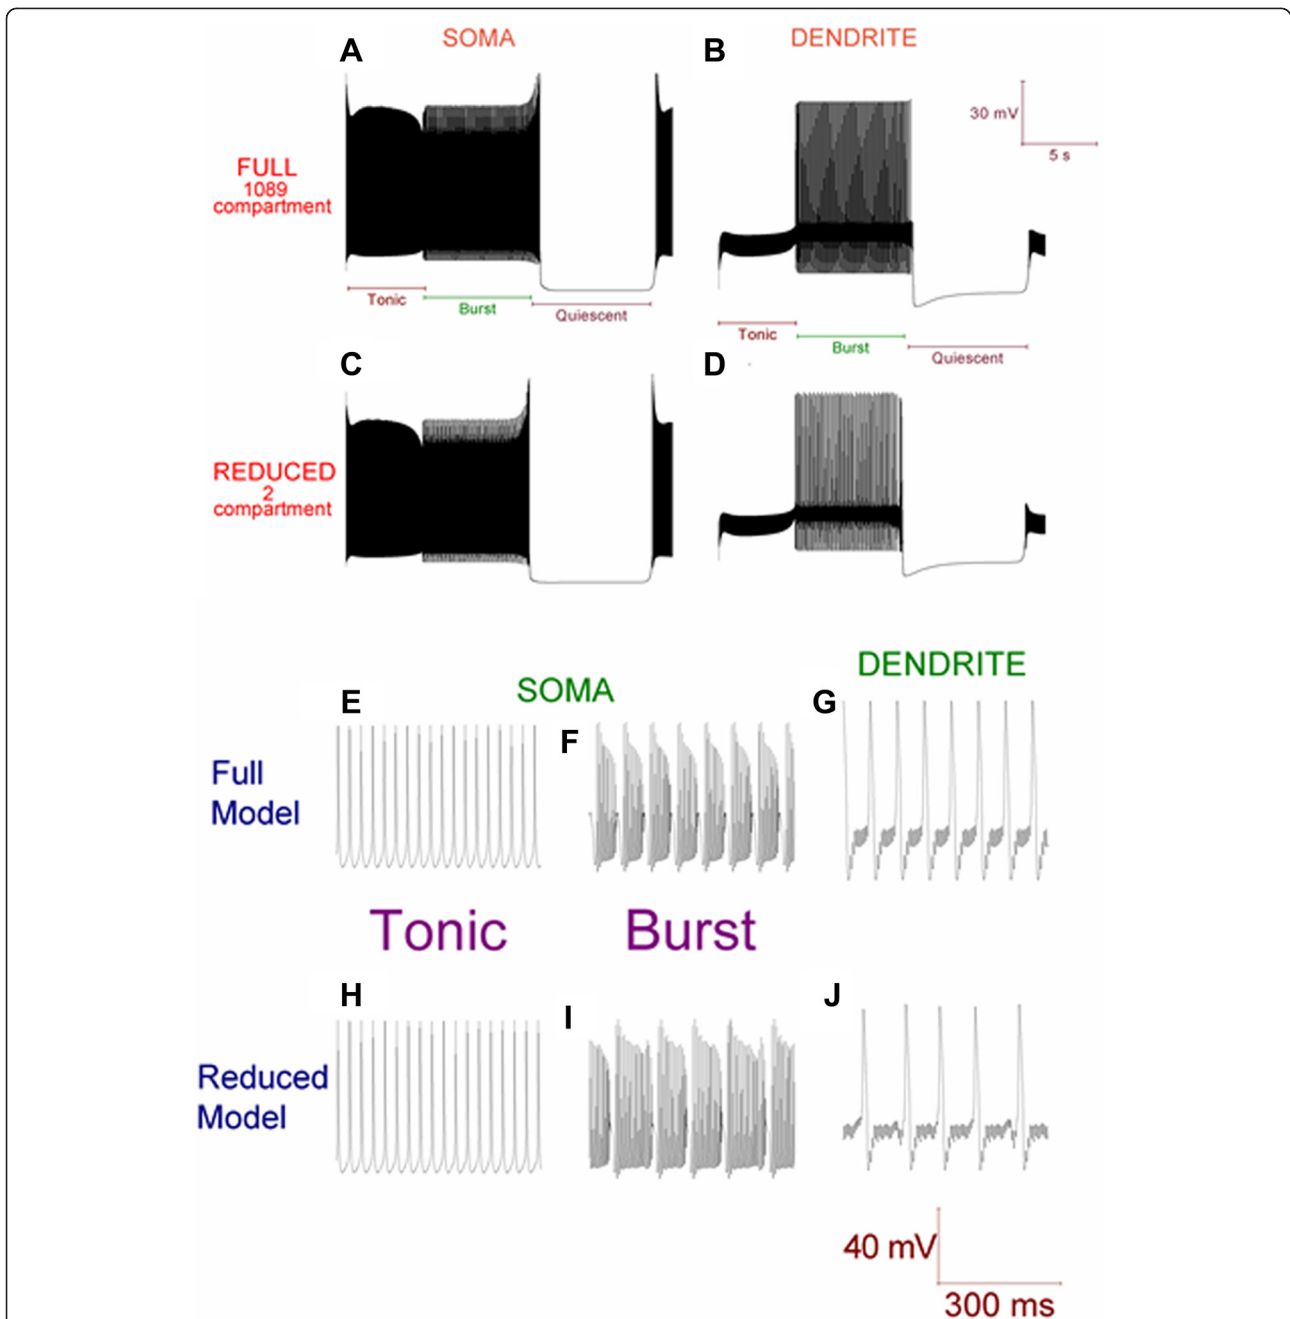 A
SOMA
B
DENDRITE
30 mV
5 s
FULL
1089
compartment
Tonic
Burst
Quiescent
Tonic
Burst
Quiescent
C
D
REDUCED
2
compartment
DENDRITE
SOMA
E
F
G
Full
Model
Tonic
Burst
H
I
J
Reduced
Model
40 mV
300 ms